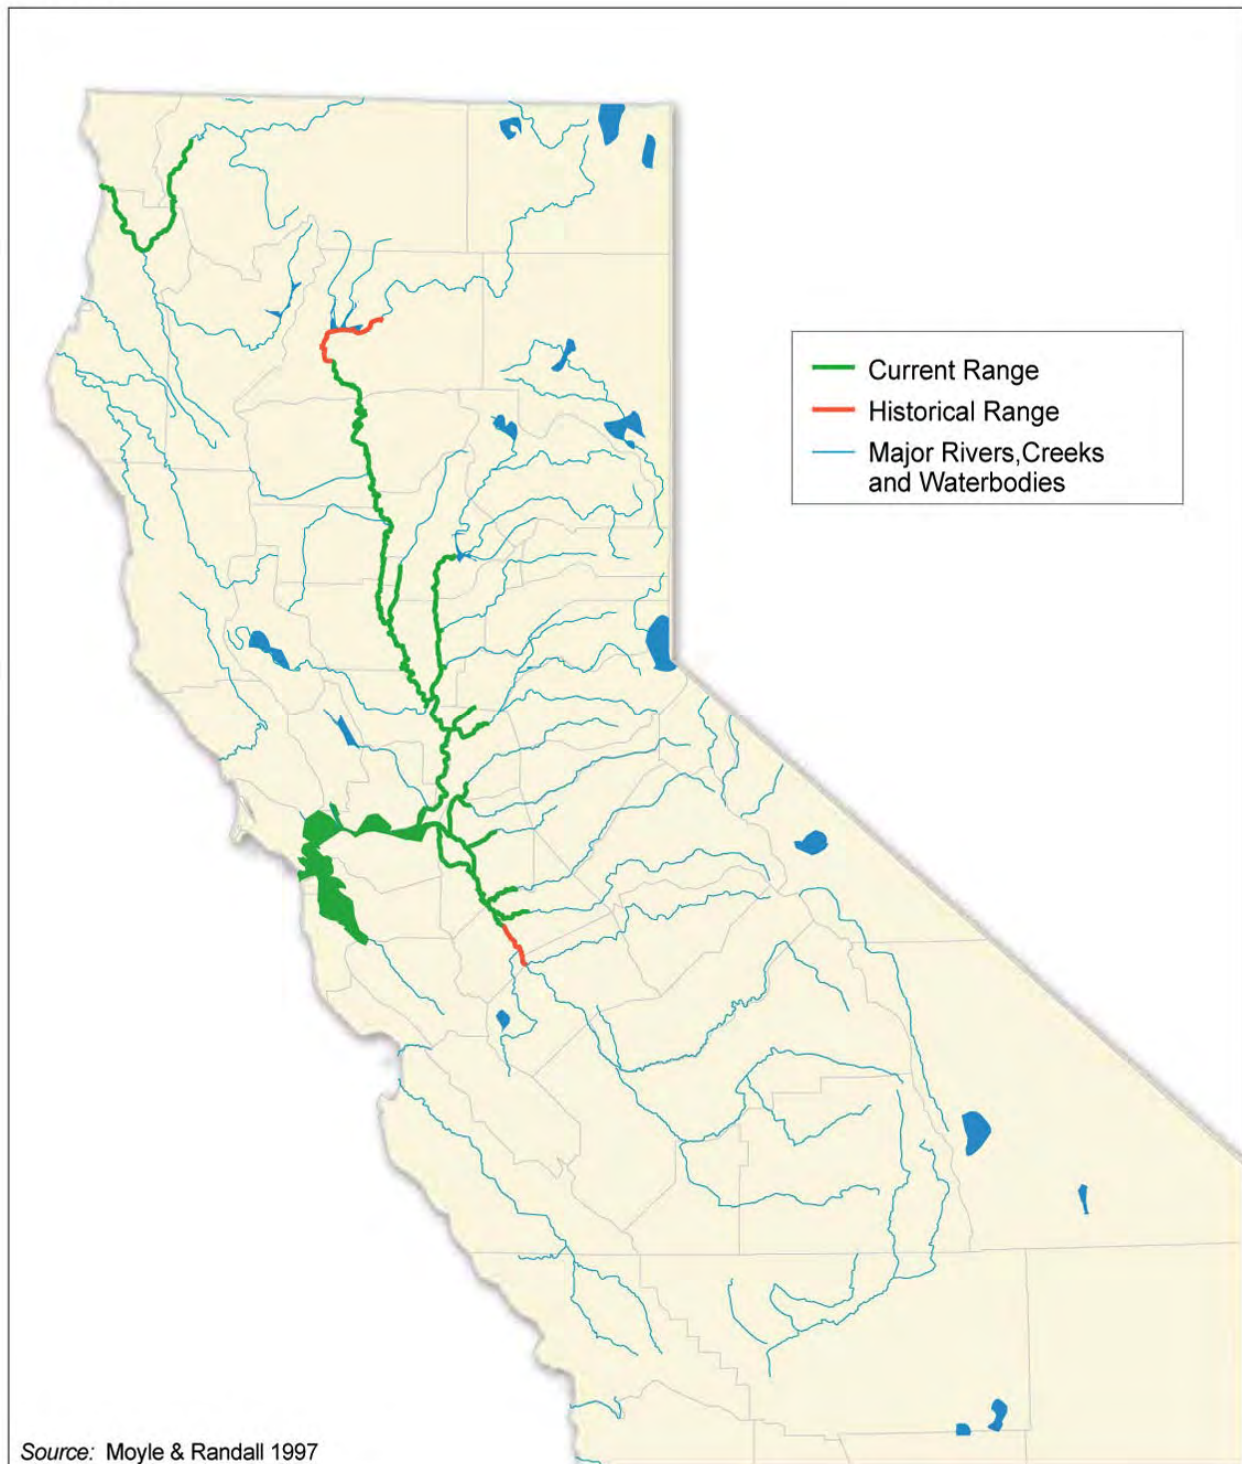 Current Range
Historical Range
Major Rivers,Creeks
and Waterbodies
Source: Moyle & Randall 1997